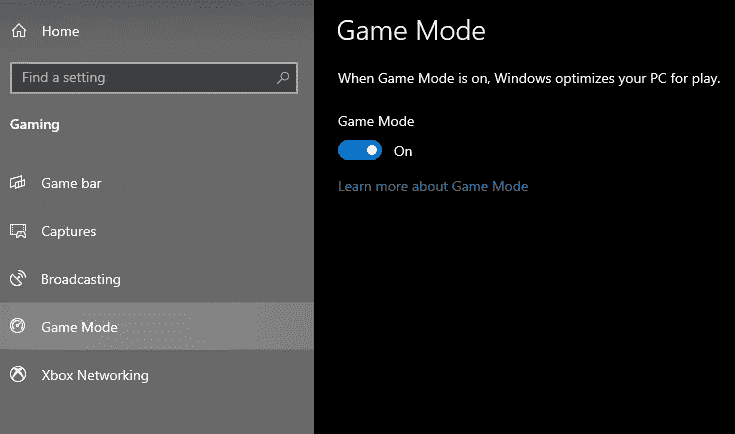 Home
Find a setting
Gaming
Game bar
Captures
Broadcasting
Game Mode
Xbox Networking
Game Mode
When Game Mode is on, Windows optimizes your PC for play.
Game Mode
On
Learn more about Game Mode